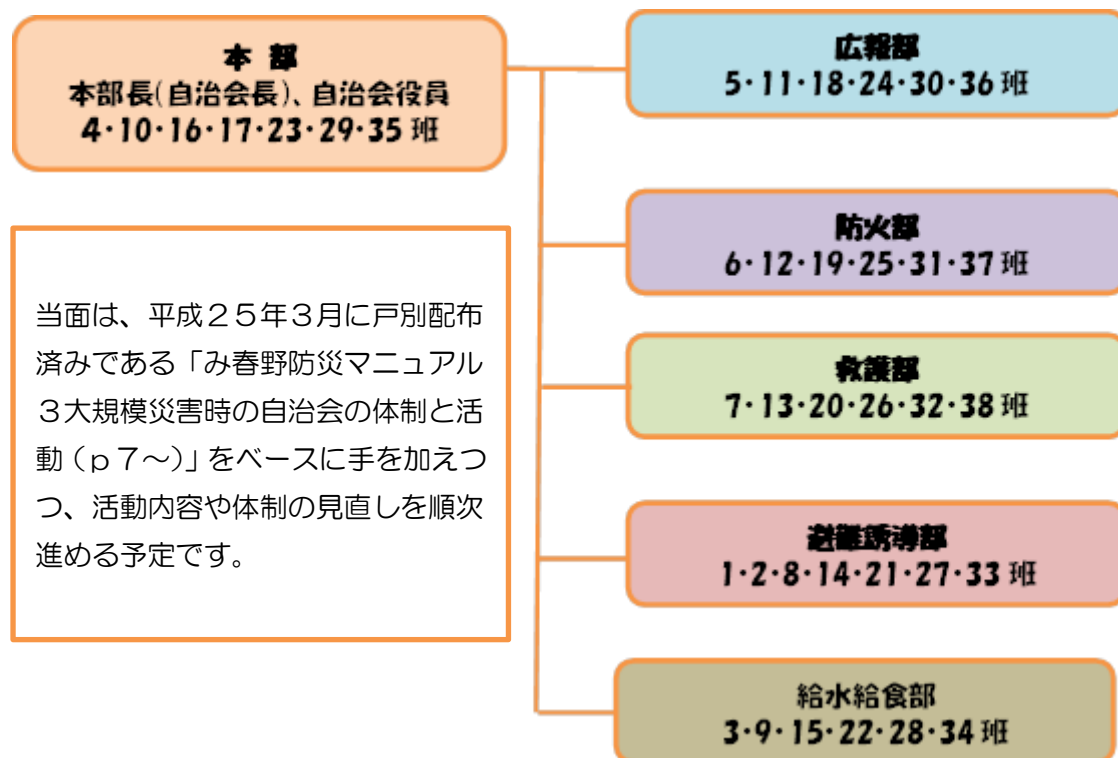 本 部
本部長(自治会長)、自治会役員
4・10・16・17・23・29・35 班
広報部
5・11・18・24・30・36 班
防火部
6・12・19・25・31・37 班
救護部
7・13・20・26・32・38 班
避難誘導部
1・2・8・14・21・27・33 班
給水給食部
3・9・15・22・28・34 班
当面は、平成25年3月に戸別配布
済みである「み春野防災マニュアル
3大規模災害時の自治会の体制と活
動(p7~)」をベースに手を加えつ
つ、活動内容や体制の見直しを順次
進める予定です。